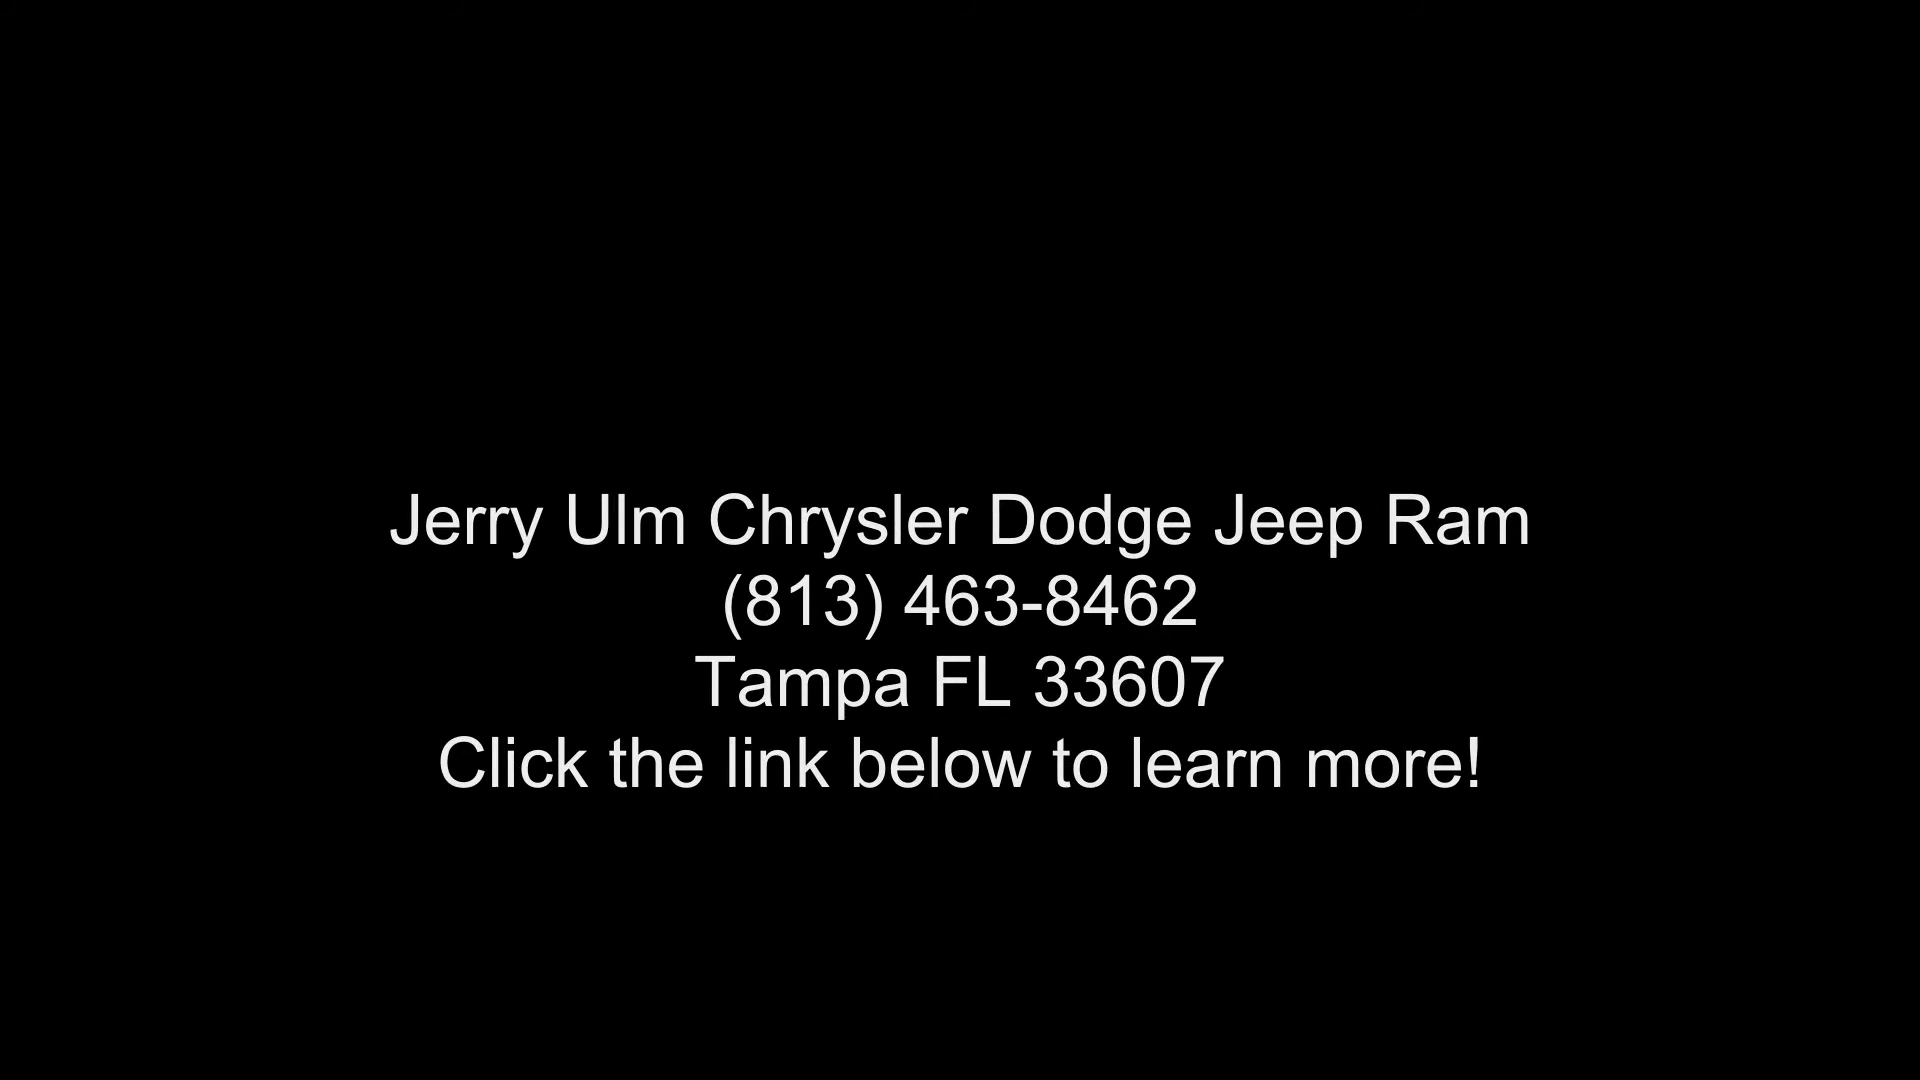 Jerry Ulm Chrysler Dodge Jeep Ram
(813) 463-8462
Tampa FL 33607
Click the link below to learn more!